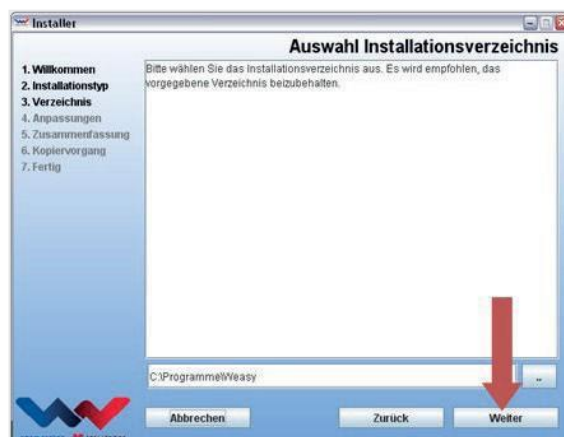 Installer
Auswahl Installationsverzeichnis
1. Willkommen
2. Installationstyp
3. Verzeichnis
4. Anpassungen
5. Zusammenfassung
6. Kopiervorgang
7. Fertig
Bitte wählen Sie das Installationsverzeichnis aus. Es wird empfohlen, das
vorgegebene Verzeichnis beizubehalten.
C:\Programme\Weasy
..
Abbrechen
Zurück
Weiter